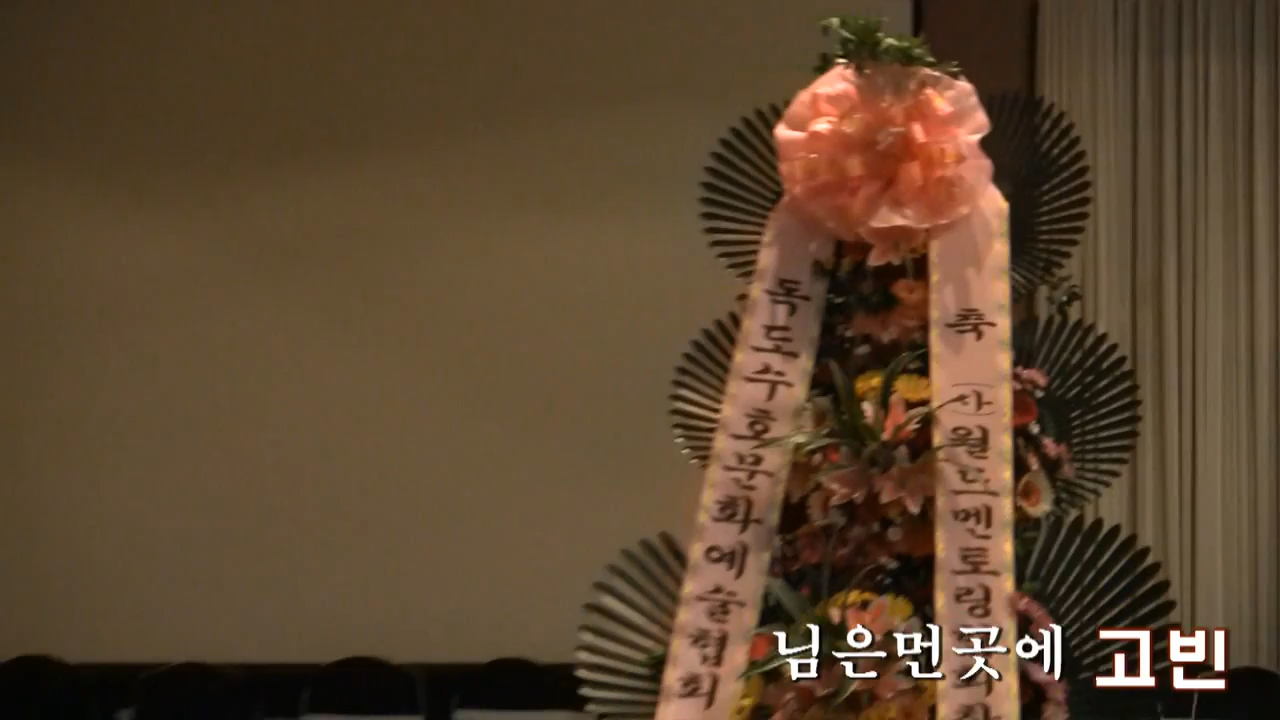 독도수호문화예술협회
축 (사)월드멘토링
님은먼곳에 고빈